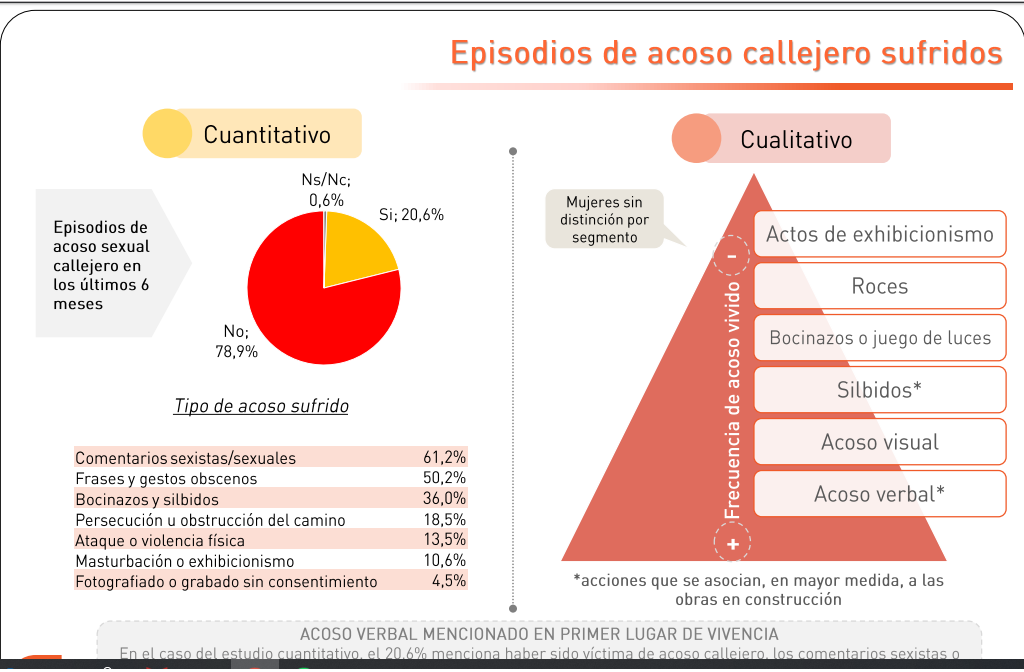 Episodios de acoso callejero sufridos
Cuantitativo
Episodios de
acoso sexual
callejero en
los últimos 6
meses
Ns/Nc;
0,6%
Si; 20,6%
No;
78,9%
Tipo de acoso sufrido
Comentarios sexistas/sexuales 61,2%
Frases y gestos obscenos 50,2%
Bocinazos y silbidos 36,0%
Persecución u obstrucción del camino 18,5%
Ataque o violencia física 13,5%
Masturbación o exhibicionismo 10,6%
Fotografiado o grabado sin consentimiento 4,5%
Cualitativo
Mujeres sin
distinción por
segmento
-
Frecuencia de acoso vivido
+
Actos de exhibicionismo
Roces
Bocinazos o juego de luces
Silbidos*
Acoso visual
Acoso verbal*
*acciones que se asocian, en mayor medida, a las
obras en construcción
ACOSO VERBAL MENCIONADO EN PRIMER LUGAR DE VIVENCIA
En el caso del estudio cuantitativo, el 20,6% menciona haber sido víctima de acoso callejero, los comentarios sexistas o